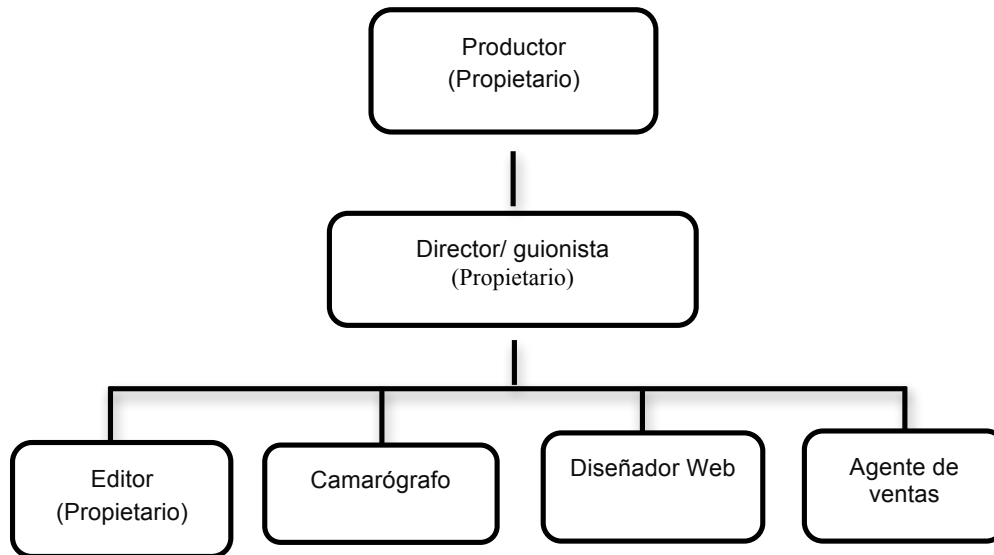 Productor
(Propietario)
Director/ guionista
(Propietario)
Editor
(Propietario)
Camarógrafo
Diseñador Web
Agente de
ventas